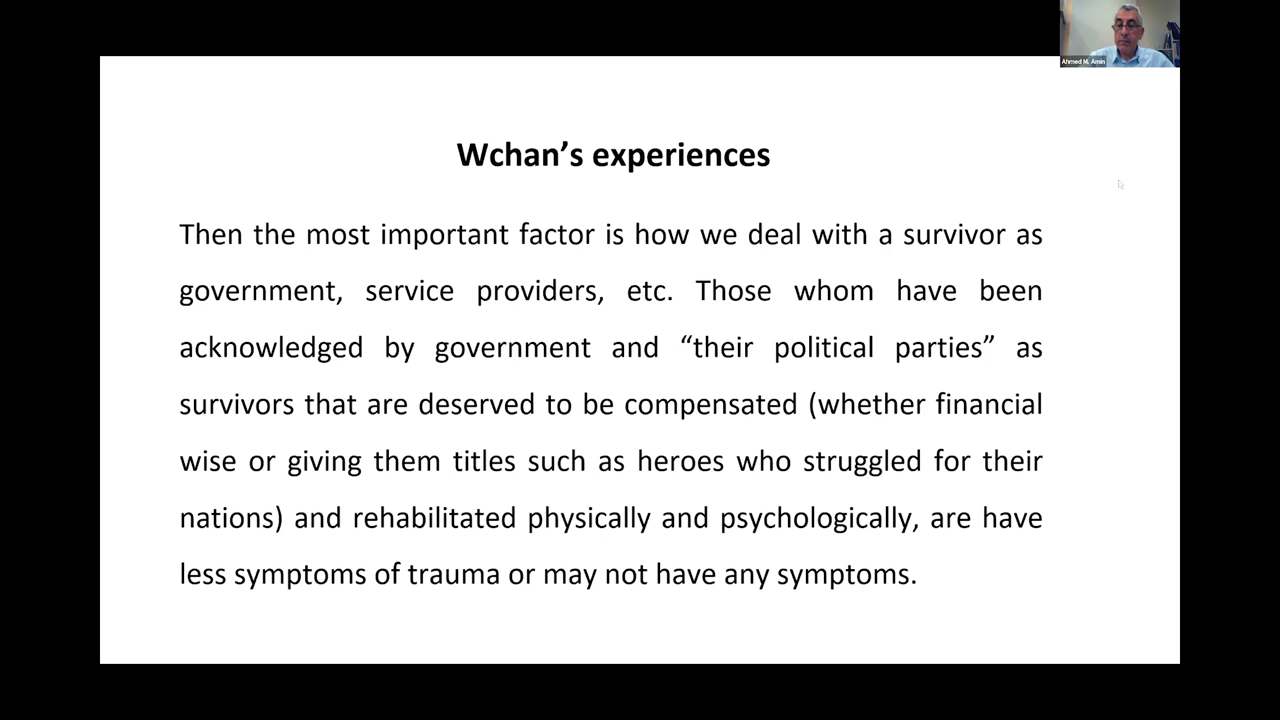 Ahmed M. Amin
Wchan’s experiences
Then the most important factor is how we deal with a survivor as
government, service providers, etc. Those whom have been
acknowledged by government and “their political parties” as
survivors that are deserved to be compensated (whether financial
wise or giving them titles such as heroes who struggled for their
nations) and rehabilitated physically and psychologically, are have
less symptoms of trauma or may not have any symptoms.